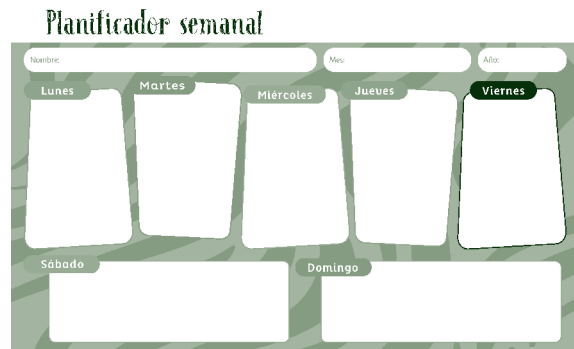 Planificador semanal
Nombre: Mes: Año:
Lunes Martes Miércoles Jueves Viernes
Sábado Domingo